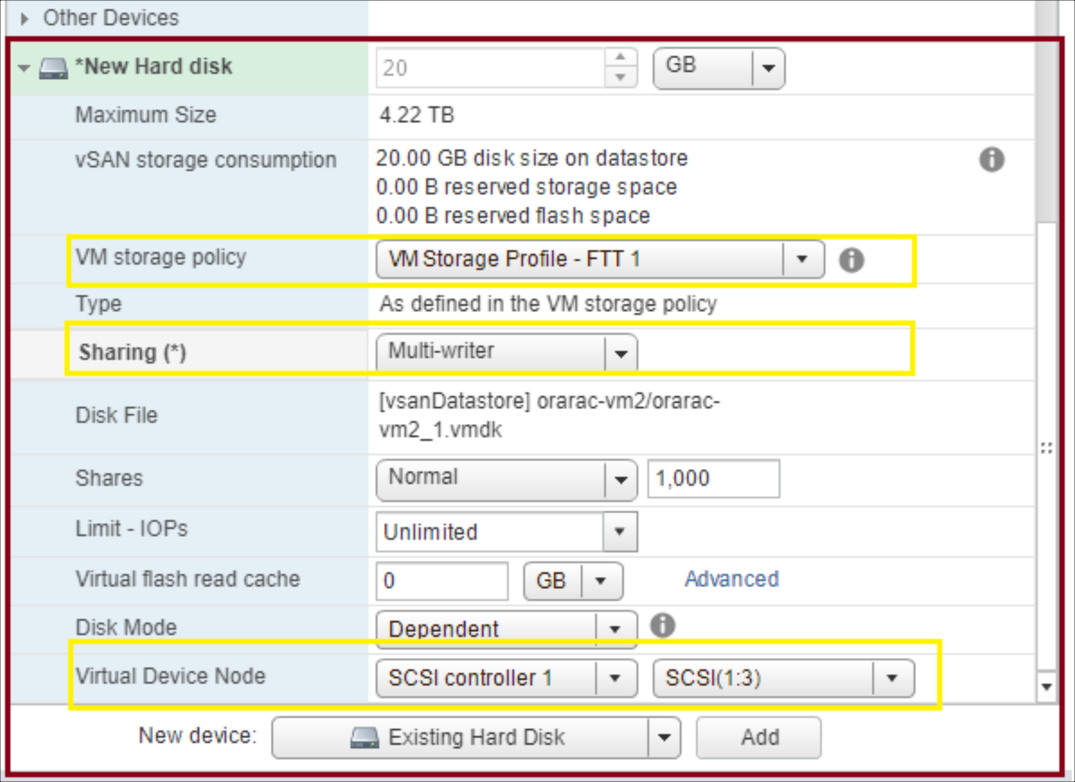 Other Devices
*New Hard disk 20 GB
Maximum Size 4.22 TB
vSAN storage consumption 20.00 GB disk size on datastore
0.00 B reserved storage space
0.00 B reserved flash space
VM storage policy VM Storage Profile - FTT 1
Type As defined in the VM storage policy
Sharing (*) Multi-writer
Disk File [vsanDatastore] orarac-vm2/orarac-
vm2_1.vmdk
Shares Normal 1,000
Limit - IOPs Unlimited
Virtual flash read cache 0 GB Advanced
Disk Mode Dependent
Virtual Device Node SCSI controller 1 SCSI(1:3)
New device: Existing Hard Disk Add